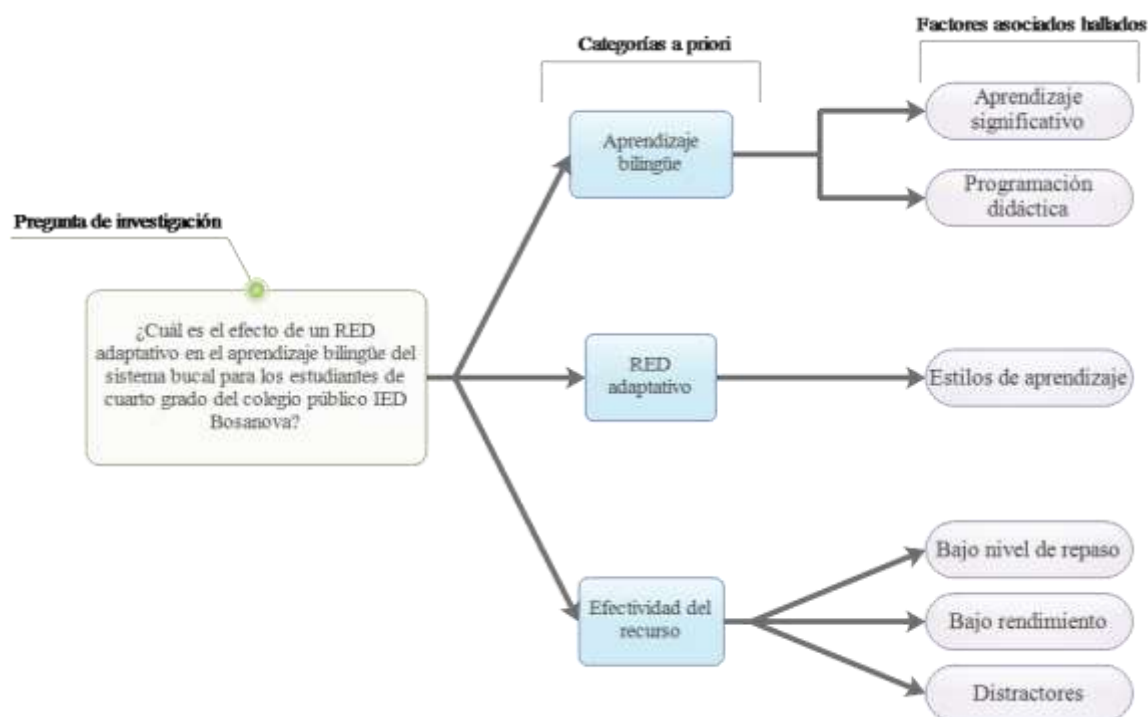 Factores asociados hallados
Categorías a priori
Aprendizaje
significativo
Aprendizaje
bilingüe
Programación
didáctica
Pregunta de investigación
¿Cuál es el efecto de un RED
adaptativo en el aprendizaje bilingüe del
sistema bucal para los estudiantes de
cuarto grado del colegio público IED
Bosanova?
RED
adaptativo
Estilos de aprendizaje
Bajo nivel de repaso
Efectividad del
recurso
Bajo rendimiento
Distractores